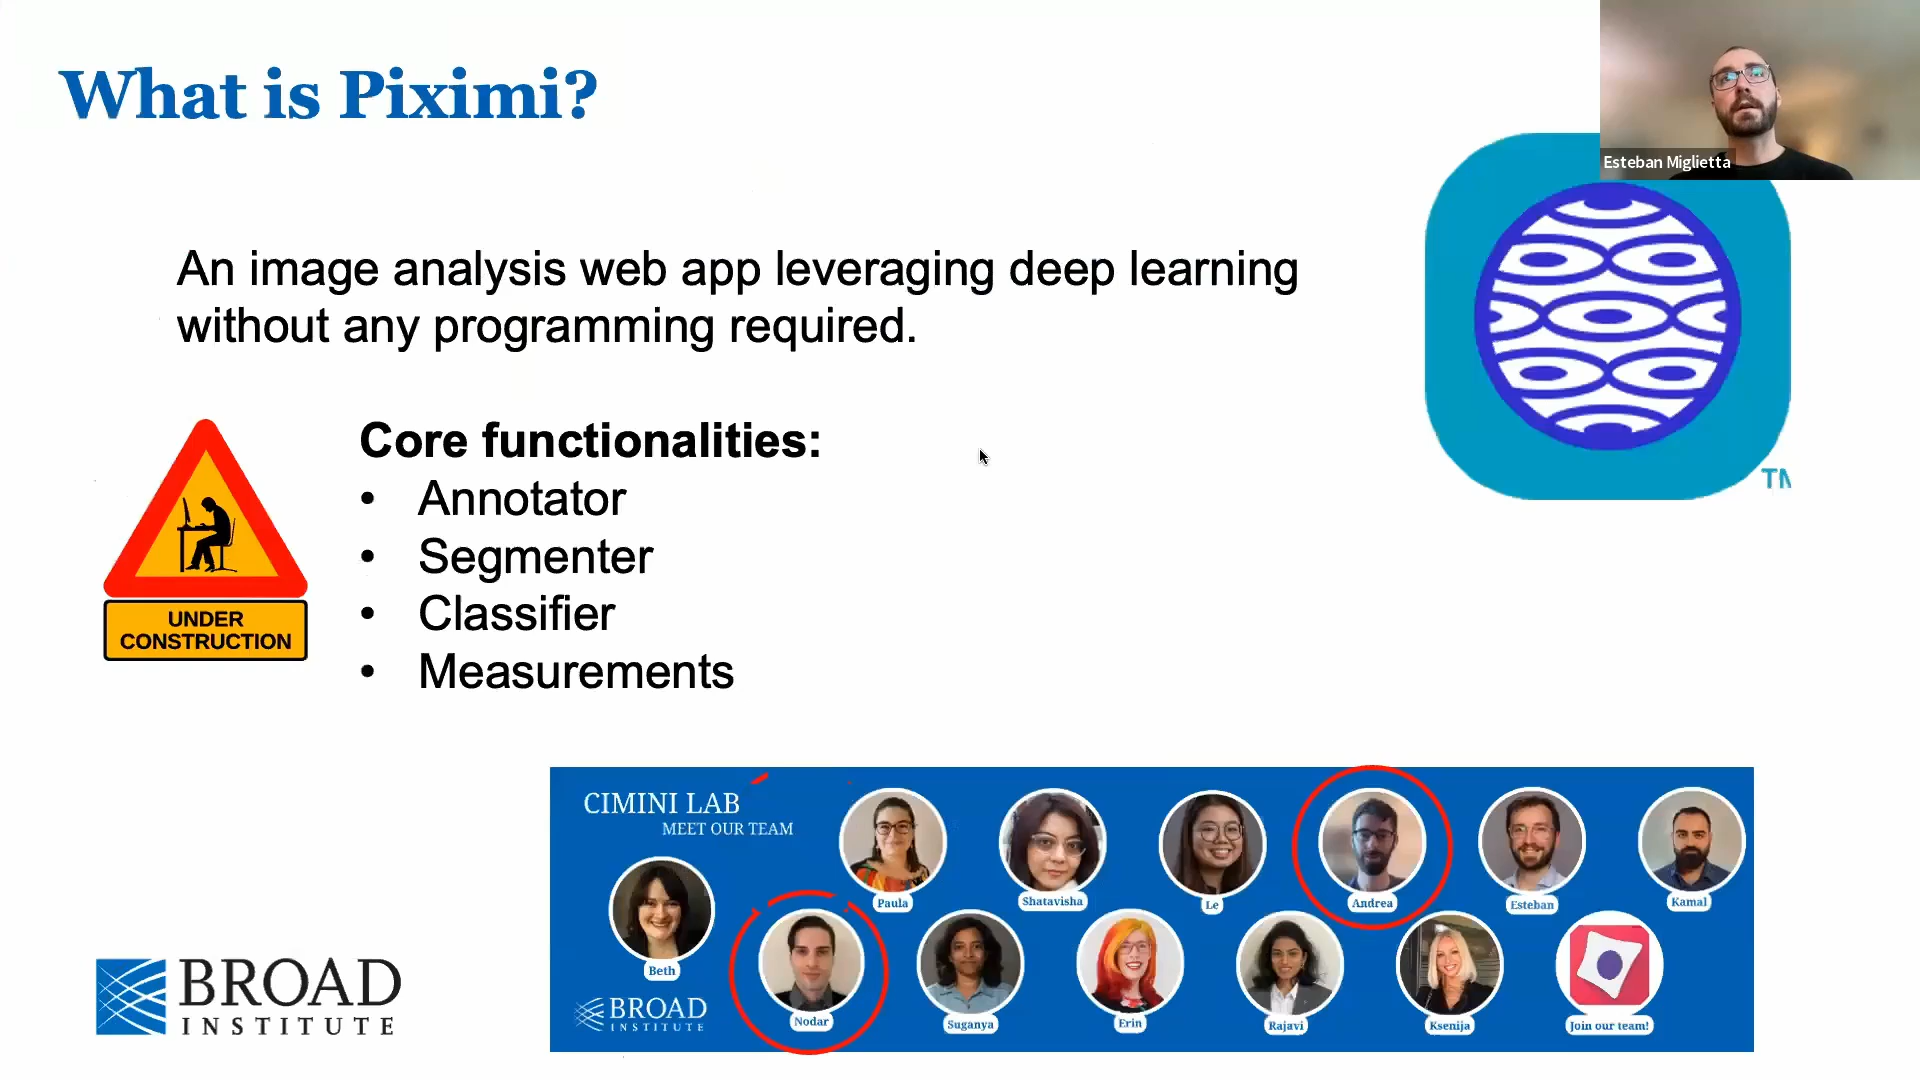 What is Piximi?
Esteban Miglietta
An image analysis web app leveraging deep learning
without any programming required.
TM
Core functionalities:
• Annotator
• Segmenter
• Classifier
• Measurements
UNDER
CONSTRUCTION
BROAD
INSTITUTE
CIMINI LAB
MEET OUR TEAM
Paula
Shatavisha
Le
Andrea
Esteban
Kamal
Beth
Nodar
Suganya
Erin
Rajavi
Ksenija
Join our team!
BROAD
INSTITUTE